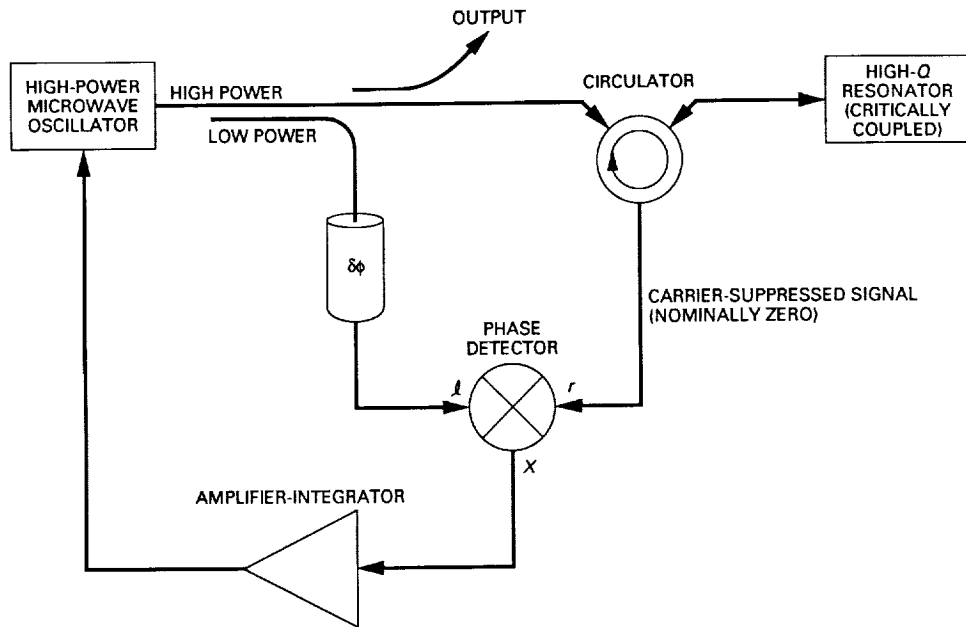 OUTPUT
HIGH-POWER
MICROWAVE
OSCILLATOR
HIGH POWER
LOW POWER
CIRCULATOR
HIGH-Q
RESONATOR
(CRITICALLY
COUPLED)
δϕ
CARRIER-SUPPRESSED SIGNAL
(NOMINALLY ZERO)
PHASE
DETECTOR
ℓ
r
X
AMPLIFIER-INTEGRATOR